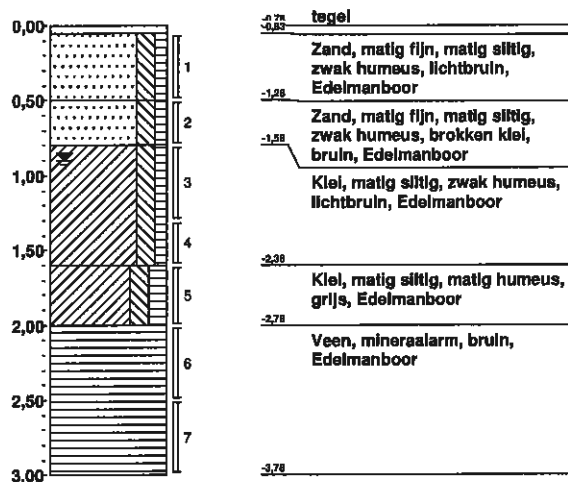 0,00
0,50
1,00
1,50
2,00
2,50
3,00
1
2
3
4
5
6
7
-0,78
-0,83
tegel
Zand, matig fijn, matig siltig,
zwak humeus, lichtbruin,
Edelmanboor
-1,28
Zand, matig fijn, matig siltig,
zwak humeus, brokken klei,
bruin, Edelmanboor
-1,58
Klei, matig siltig, zwak humeus,
lichtbruin, Edelmanboor
-2,38
Klei, matig siltig, matig humeus,
grijs, Edelmanboor
-2,78
Veen, mineraalarm, bruin,
Edelmanboor
-3,78